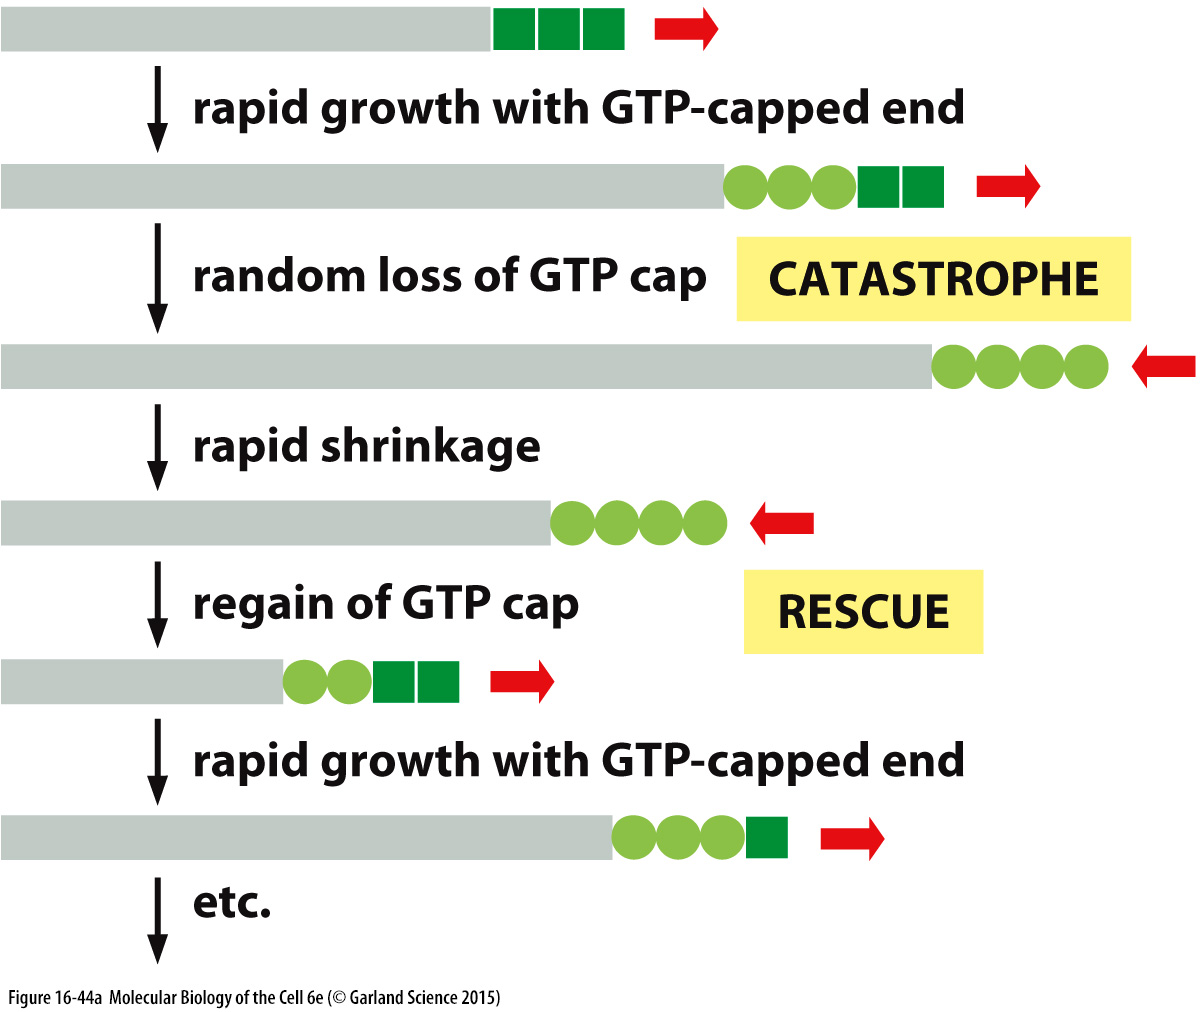 rapid growth with GTP-capped end
random loss of GTP cap
CATASTROPHE
rapid shrinkage
regain of GTP cap
RESCUE
rapid growth with GTP-capped end
etc.
Figure 16-44a Molecular Biology of the Cell 6e (© Garland Science 2015)